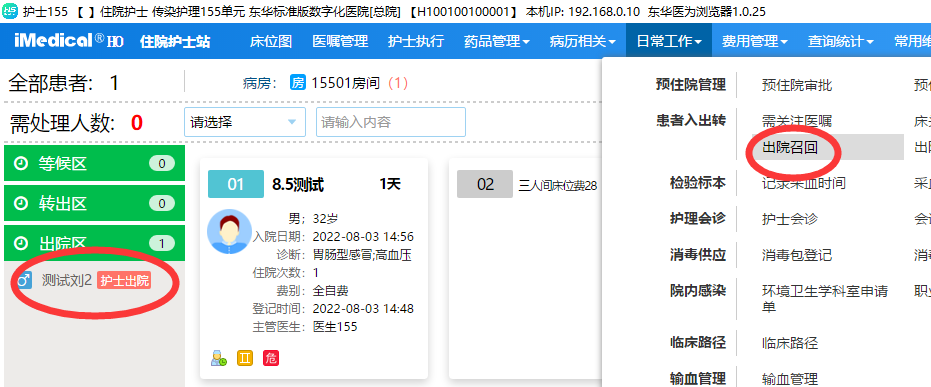 护士155 【 】住院护士 传染护理155单元 东华标准版数字化医院[总院] 【H100100100001】 本机IP: 192.168.0.10 东华医为浏览器1.0.25
iMedical® HO 住院护士站 床位图 医嘱管理 护士执行 药品管理 病历相关 日常工作 费用管理 查询统计 常用维
全部患者: 1 病房: 房 15501房间 (1)
需处理人数: 0 请选择 请输入内容
等候区 0
转出区 0
出院区 1
测试刘2 护士出院
01 8.5测试 1天
男; 32岁
入院日期: 2022-08-03 14:56
诊断: 胃肠型感冒;高血压
住院次数: 1
费别: 全自费
登记时间: 2022-08-03 14:48
主管医生: 医生155
危
02 三人间床位费28
预住院管理 预住院审批 预
患者入出转 需关注医嘱 床
出院召回 出
检验标本 记录采血时间 采血
护理会诊 护士会诊 会诊
消毒供应 消毒包登记 消毒
院内感染 环境卫生学科室申请 职业
单
临床路径 临床路径
输血管理 输血管理